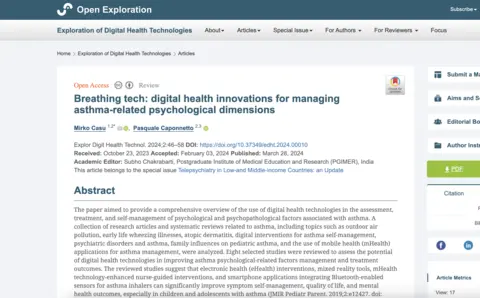 Open Exploration
Subscribe
Exploration of Digital Health Technologies
About
Articles
Special Issue
For Authors
For Reviewers
Focus
Home > Exploration of Digital Health Technologies > Articles
Open Access Review
Breathing tech: digital health innovations for managing
asthma-related psychological dimensions
Mirko Casu 1,2*, Pasquale Caponnetto 2,3
Explor Digit Health Technol. 2024;2:46–58 DOI: https://doi.org/10.37349/edht.2024.00010
Received: October 23, 2023 Accepted: February 03, 2024 Published: March 28, 2024
Academic Editor: Subho Chakrabarti, Postgraduate Institute of Medical Education and Research (PGIMER), India
This article belongs to the special issue Telepsychiatry in Low-and Middle-income Countries: an Update
Abstract
The paper aimed to provide a comprehensive overview of the use of digital health technologies in the assessment,
treatment, and self-management of psychological and psychopathological factors associated with asthma. A
collection of research articles and systematic reviews related to asthma, including topics such as outdoor air
pollution, early life wheezing illnesses, atopic dermatitis, digital interventions for asthma self-management,
psychiatric disorders and asthma, family influences on pediatric asthma, and the use of mobile health (mHealth)
applications for asthma management, were analyzed. Eight selected studies were reviewed to assess the potential
of digital health technologies in improving asthma psychological-related factors management and treatment
outcomes. The reviewed studies suggest that electronic health (eHealth) interventions, mixed reality tools, mHealth
technology-enhanced nurse-guided interventions, and smartphone applications integrating Bluetooth-enabled
sensors for asthma inhalers can significantly improve symptom self-management, quality of life, and mental
health outcomes, especially in children and adolescents with asthma (JMIR Pediatr Parent. 2019;2:e12427. doi:
Submit a Ma
Aims and S
Editorial Bo
Author Instr
PDF
Citation
Article Metrics
View: 17